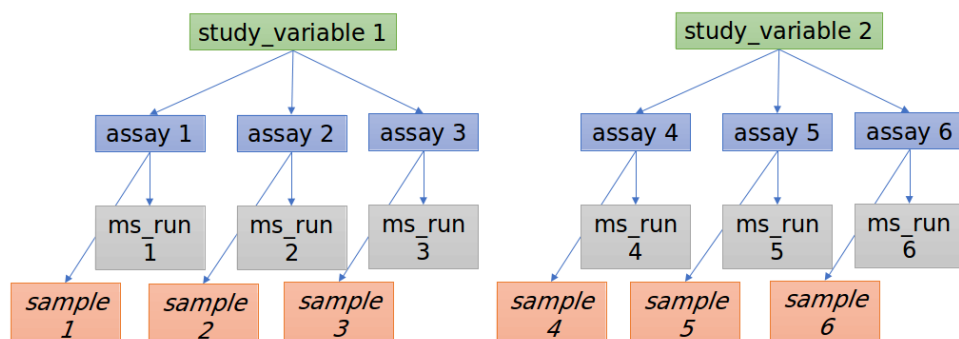 study_variable 1
study_variable 2
assay 1
assay 2
assay 3
assay 4
assay 5
assay 6
ms_run
1
ms_run
2
ms_run
3
ms_run
4
ms_run
5
ms_run
6
sample
1
sample
2
sample
3
sample
4
sample
5
sample
6